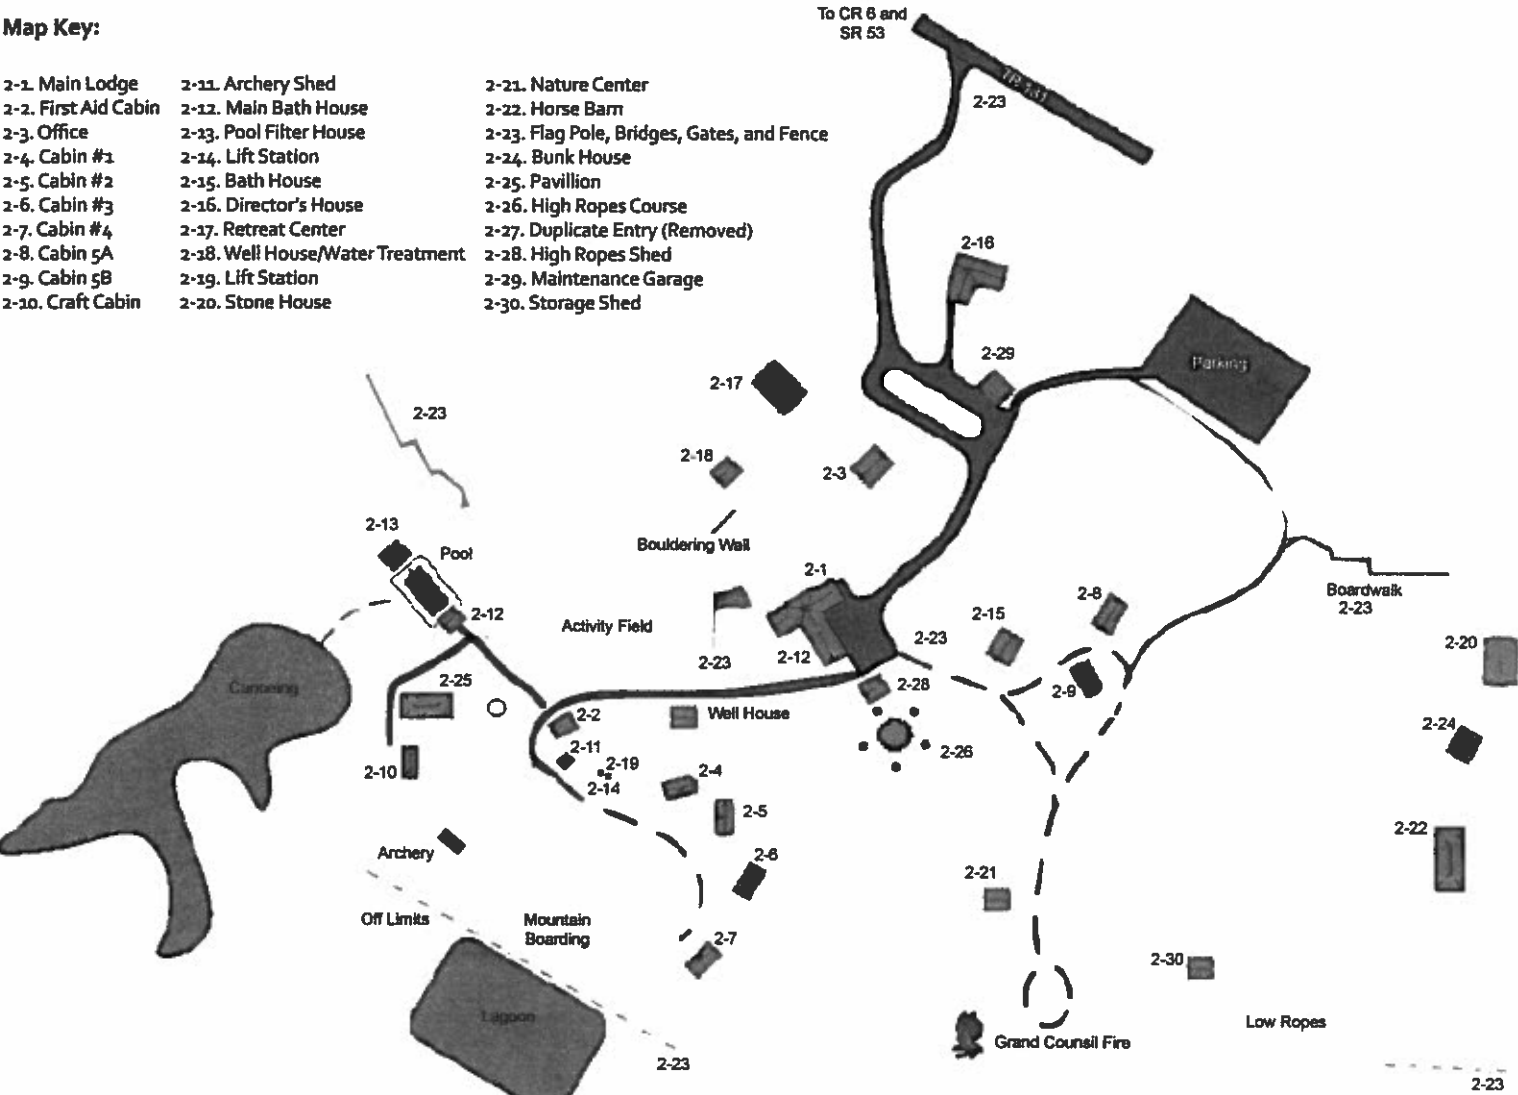 Map Key:
2-1. Main Lodge
2-2. First Aid Cabin
2-3. Office
2-4. Cabin #1
2-5. Cabin #2
2-6. Cabin #3
2-7. Cabin #4
2-8. Cabin 5A
2-9. Cabin 5B
2-10. Craft Cabin
2-11. Archery Shed
2-12. Main Bath House
2-13. Pool Filter House
2-14. Lift Station
2-15. Bath House
2-16. Director's House
2-17. Retreat Center
2-18. Well House/Water Treatment
2-19. Lift Station
2-20. Stone House
2-21. Nature Center
2-22. Horse Barn
2-23. Flag Pole, Bridges, Gates, and Fence
2-24. Bunk House
2-25. Pavillion
2-26. High Ropes Course
2-27. Duplicate Entry (Removed)
2-28. High Ropes Shed
2-29. Maintenance Garage
2-30. Storage Shed
To CR 6 and
SR 53
2-23
2-16
2-29
Parking
2-17
2-23
2-18
2-3
2-13
Pool
Bouldering Wall
2-1
2-8
Boardwalk
2-23
2-12
Activity Field
2-15
2-23
2-20
2-23
2-12
2-9
Canoeing
2-25
2-28
2-2
Well House
2-24
2-11
2-26
2-10
2-19
2-14
2-4
2-5
2-22
Archery
2-6
2-21
Off Limits
Mountain
Boarding
2-7
2-30
Lagoon
Low Ropes
Grand Counsil Fire
2-23
2-23